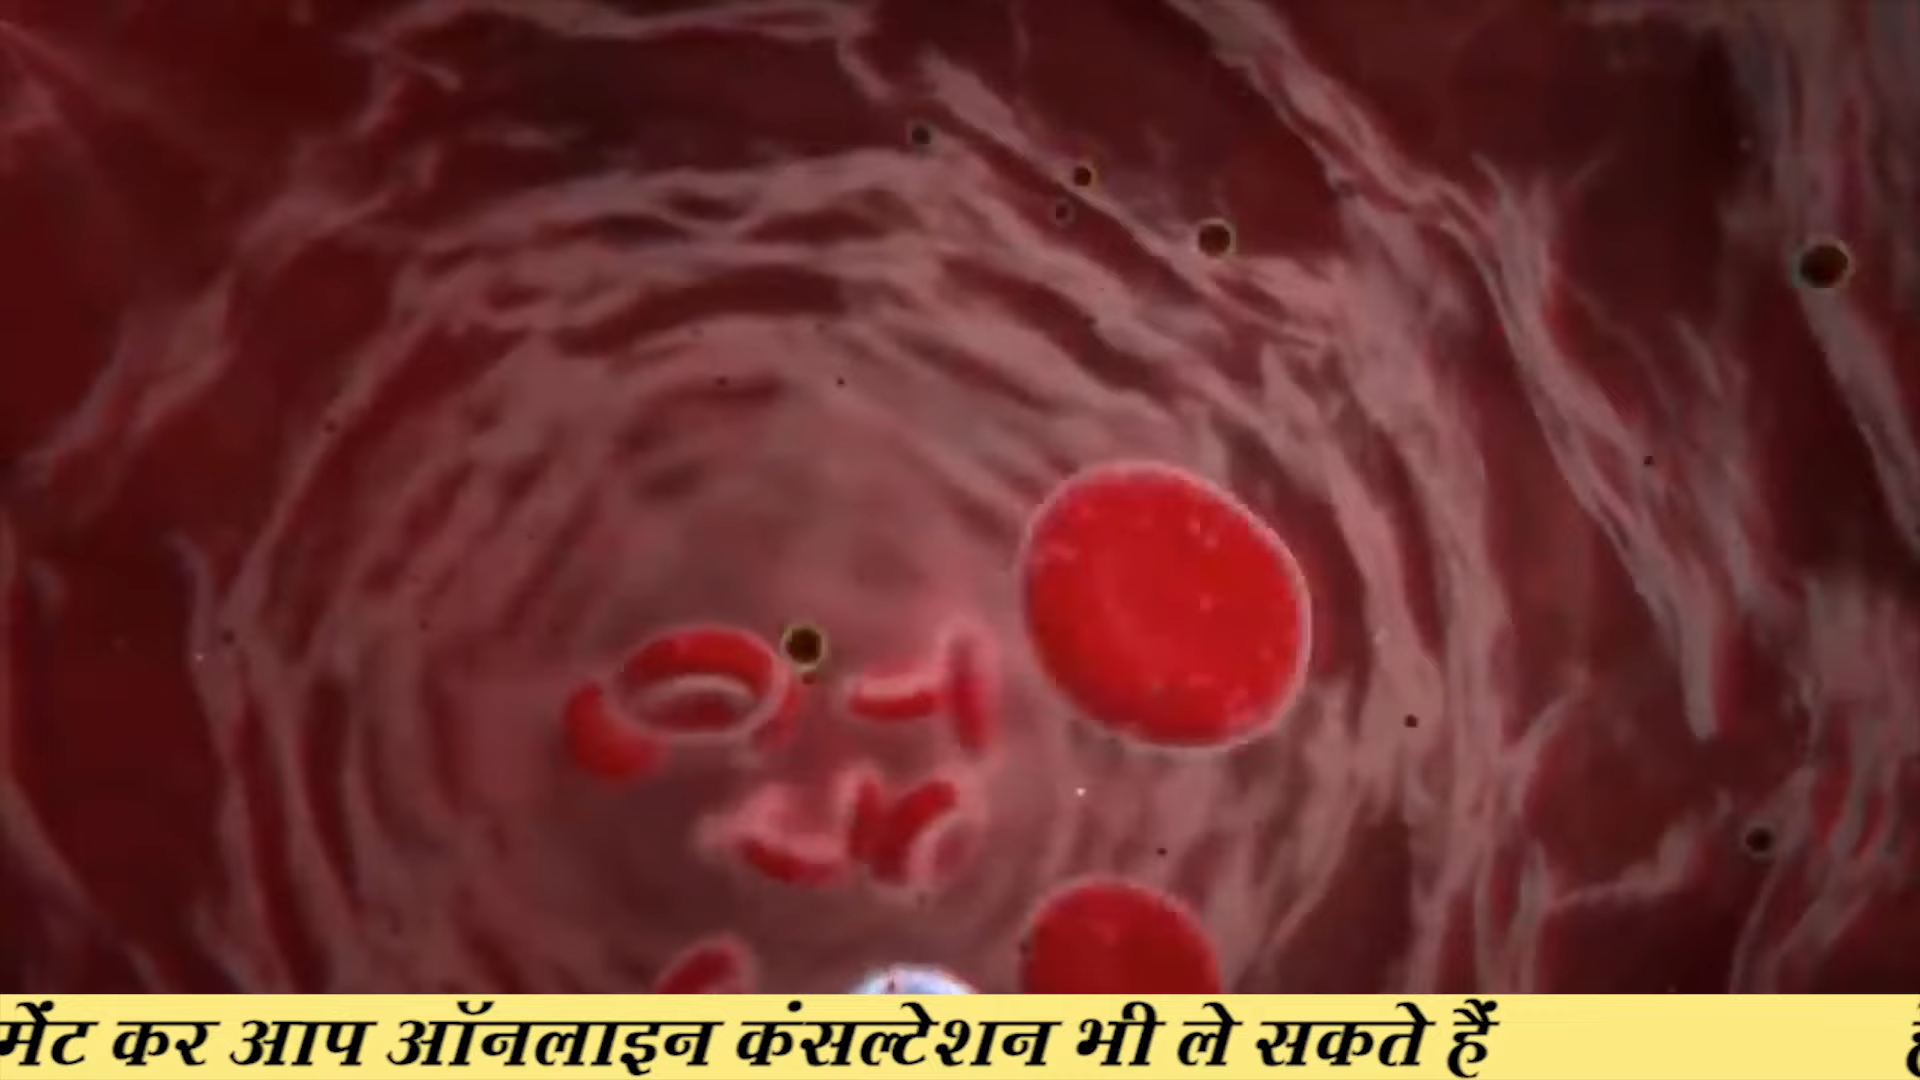 मेंट कर आप ऑनलाइन कंसल्टेशन भी ले सकते हैं